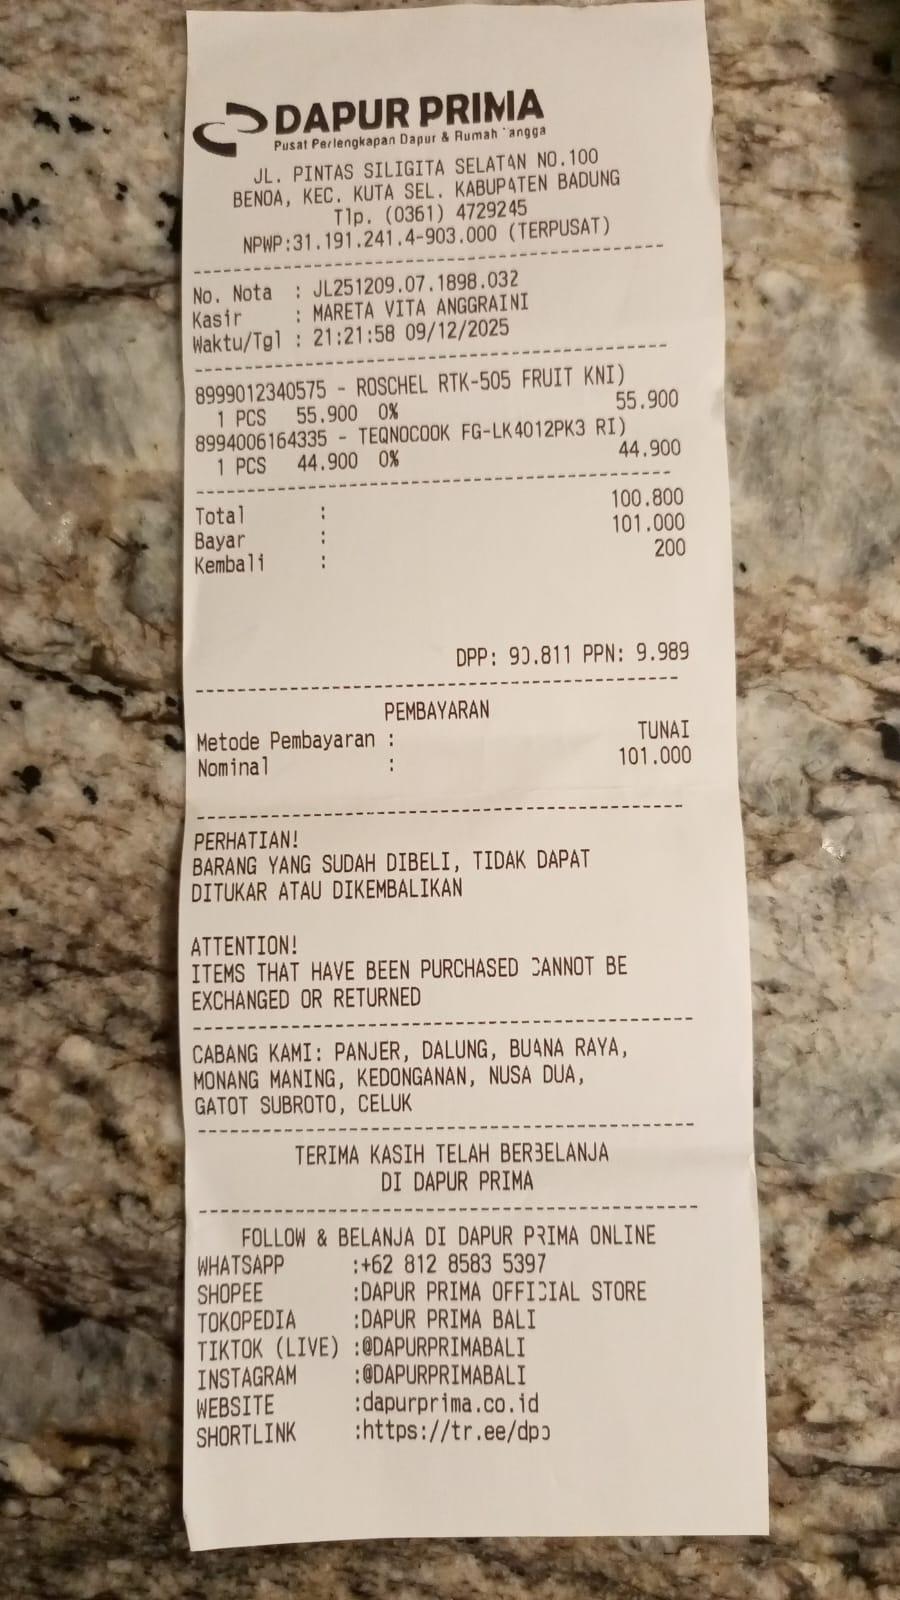 DAPUR PRIMA
Pusat Perlengkapan Dapur & Rumah Tangga
JL. PINTAS SILIGITA SELATAN NO.100
BENOA, KEC. KUTA SEL. KABUPATEN BADUNG
Tlp. (0361) 4729245
NPWP:31.191.241.4-903.000 (TERPUSAT)
No. Nota : JL251209.07.1898.032
Kasir : MARETA VITA ANGGRAINI
Waktu/Tgl : 21:21:58 09/12/2025
8999012340575 - ROSCHEL RTK-505 FRUIT KNI)
1 PCS 55.900 0% 55.900
8994006164335 - TEQNOCOOK FG-LK4012PK3 RI)
1 PCS 44.900 0% 44.900
Total : 100.800
Bayar : 101.000
Kembali : 200
DPP: 90.811 PPN: 9.989
PEMBAYARAN
Metode Pembayaran : TUNAI
Nominal : 101.000
PERHATIAN!
BARANG YANG SUDAH DIBELI, TIDAK DAPAT
DITUKAR ATAU DIKEMBALIKAN
ATTENTION!
ITEMS THAT HAVE BEEN PURCHASED CANNOT BE
EXCHANGED OR RETURNED
CABANG KAMI: PANJER, DALUNG, BUANA RAYA,
MONANG MANING, KEDONGANAN, NUSA DUA,
GATOT SUBROTO, CELUK
TERIMA KASIH TELAH BERBELANJA
DI DAPUR PRIMA
FOLLOW & BELANJA DI DAPUR PRIMA ONLINE
WHATSAPP :+62 812 8583 5397
SHOPEE :DAPUR PRIMA OFFICIAL STORE
TOKOPEDIA :DAPUR PRIMA BALI
TIKTOK (LIVE) :@DAPURPRIMABALI
INSTAGRAM :@DAPURPRIMABALI
WEBSITE :dapurprima.co.id
SHORTLINK